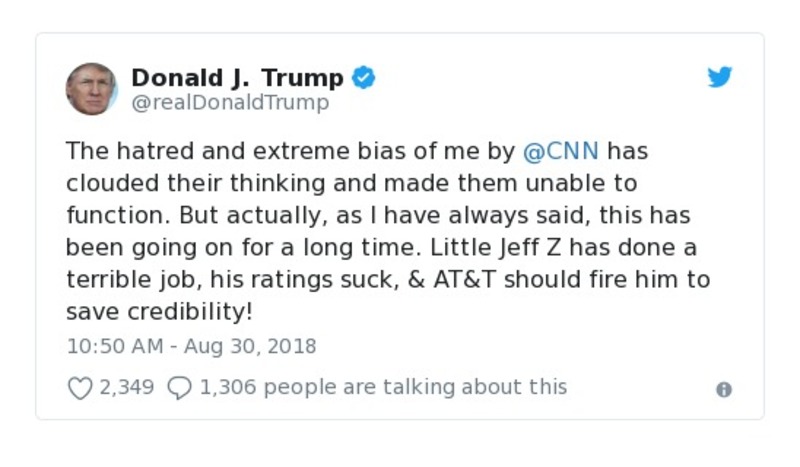 Donald J. Trump
@realDonaldTrump
The hatred and extreme bias of me by @CNN has
clouded their thinking and made them unable to
function. But actually, as I have always said, this has
been going on for a long time. Little Jeff Z has done a
terrible job, his ratings suck, & AT&T should fire him to
save credibility!
10:50 AM - Aug 30, 2018
2,349 1,306 people are talking about this